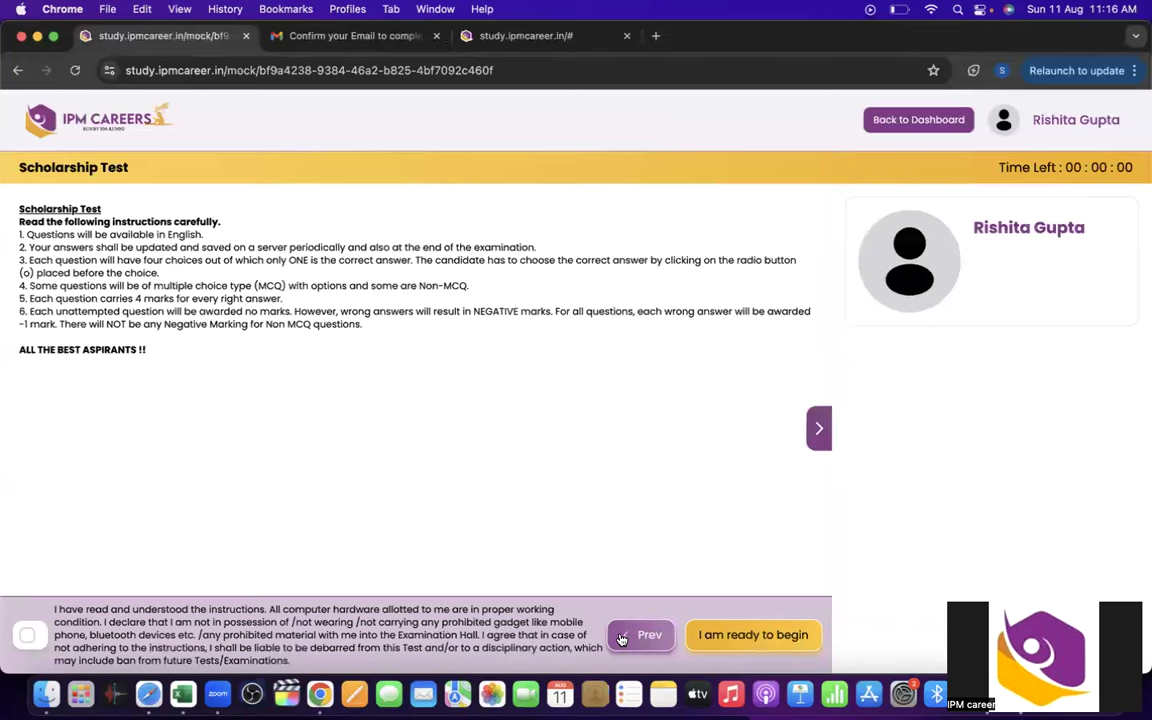 Chrome File Edit View History Bookmarks Profiles Tab Window Help Sun 11 Aug 11:16 AM
study.ipmcareer.in/mock/bf9 Confirm your Email to comple study.ipmcareer.in/#
study.ipmcareer.in/mock/bf9a4238-9384-46a2-b825-4bf7092c460f S Relaunch to update
IPM CAREERS Back to Dashboard Rishita Gupta
Scholarship Test Time Left : 00 : 00 : 00
Scholarship Test
Read the following instructions carefully.
1. Questions will be available in English.
2. Your answers shall be updated and saved on a server periodically and also at the end of the examination.
3. Each question will have four choices out of which only ONE is the correct answer. The candidate has to choose the correct answer by clicking on the radio button
(o) placed before the choice.
4. Some questions will be of multiple choice type (MCQ) with options and some are Non-MCQ.
5. Each question carries 4 marks for every right answer.
6. Each unattempted question will be awarded no marks. However, wrong answers will result in NEGATIVE marks. For all questions, each wrong answer will be awarded
-1 mark. There will NOT be any Negative Marking for Non MCQ questions.
ALL THE BEST ASPIRANTS !!
Rishita Gupta
I have read and understood the instructions. All computer hardware allotted to me are in proper working
condition. I declare that I am not in possession of /not wearing /not carrying any prohibited gadget like mobile
phone, bluetooth devices etc. /any prohibited material with me into the Examination Hall. I agree that in case of
not adhering to the instructions, I shall be liable to be debarred from this Test and/or to a disciplinary action, which
may include ban from future Tests/Examinations.
Prev I am ready to begin
zoom AUG 11 tv
IPM career